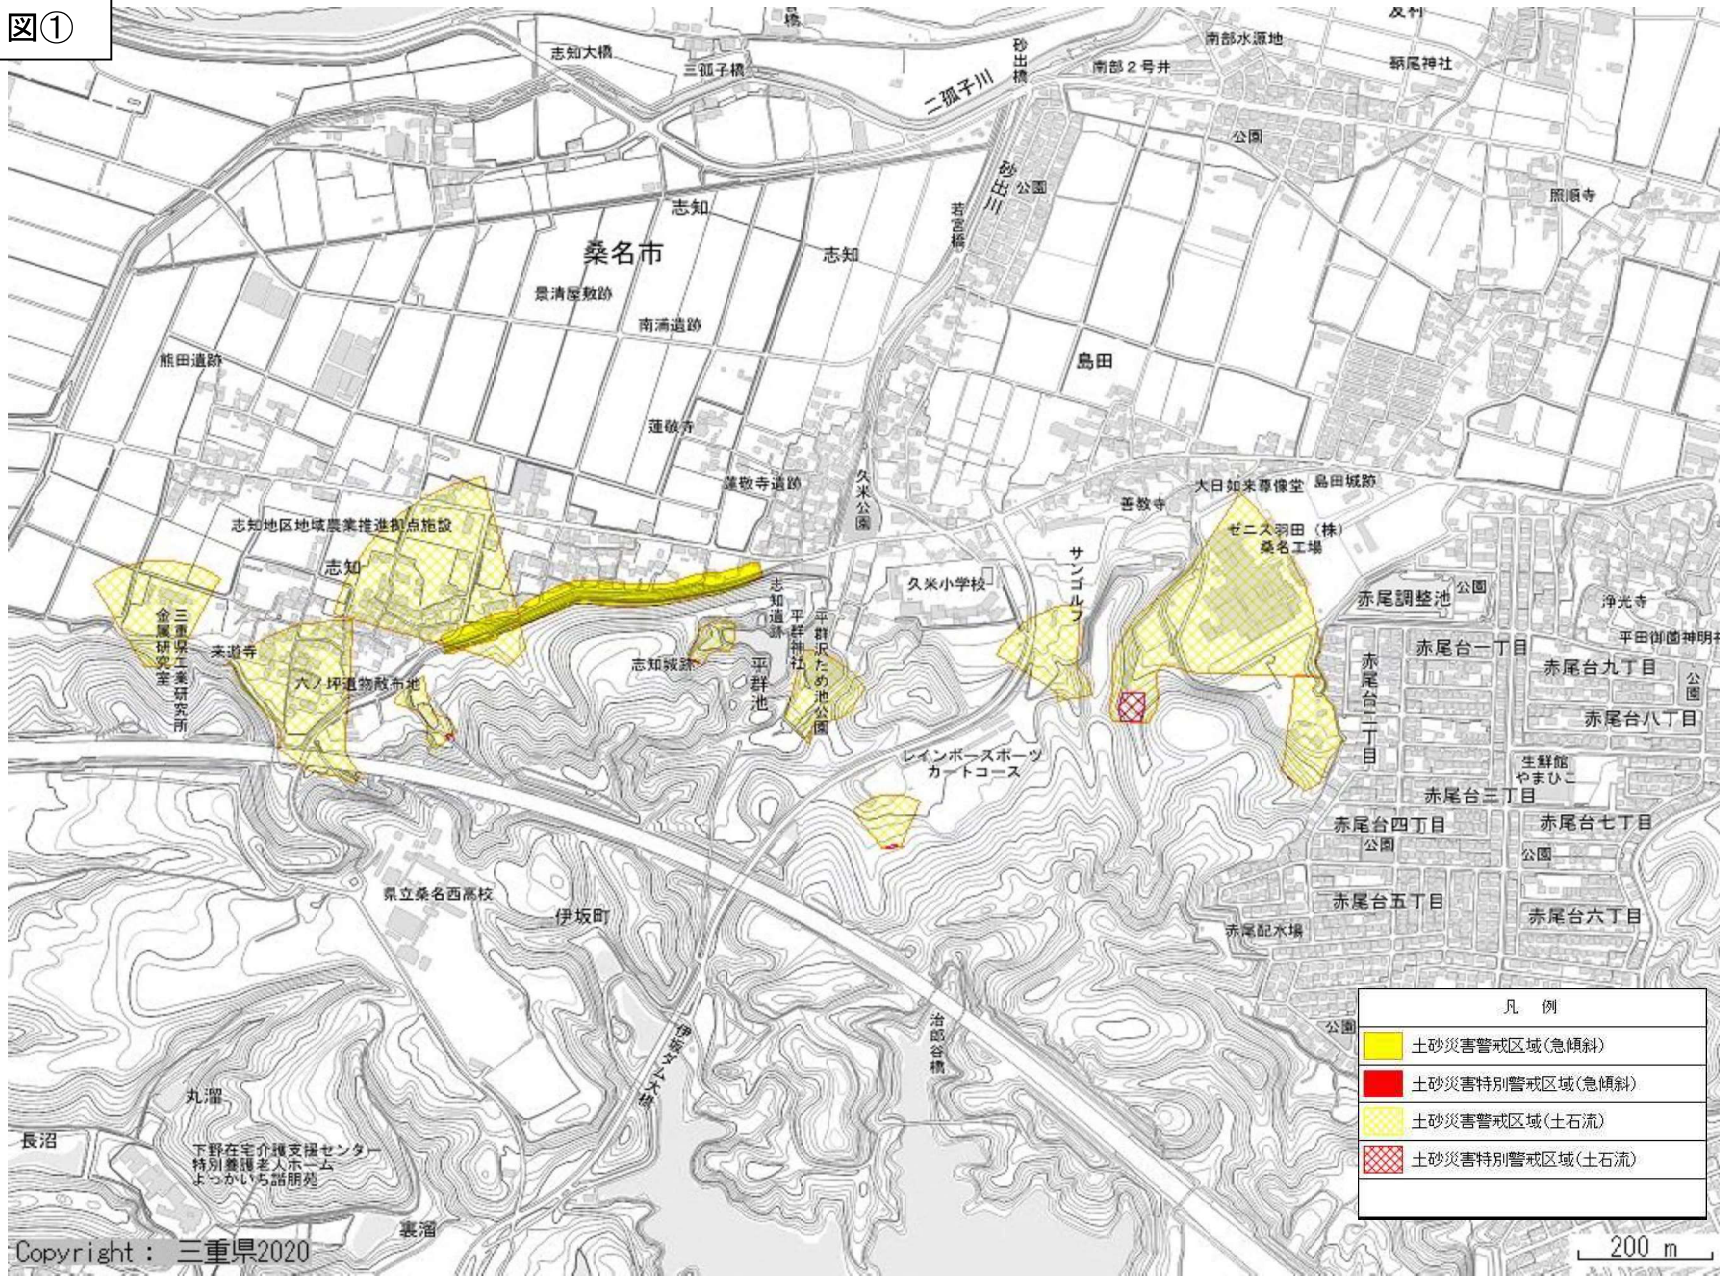 図①
友村
橋
志知大橋
三孤子橋
砂出橋
南部水源地
南部2号井
鞆尾神社
二孤子川
公園
砂出川
公園
照順寺
志知
若宮橋
桑名市
志知
景清屋敷跡
南浦遺跡
熊田遺跡
島田
蓮敬寺
蓮敬寺遺跡
久米公園
大日如来尊像堂
島田城跡
善教寺
志知地区地域農業推進拠点施設
ゼニス羽田(株)
桑名工場
志知
サンゴルフ
久米小学校
志知遺跡
公園
赤尾調整池
浄光寺
三重県工業研究所
金属研究室
来遊寺
平群神社
平群沢ため池公園
平田御園神明社
赤尾台一丁目
赤尾台九丁目
志知城跡
平群池
赤尾台二丁目
六ノ坪遺物散布地
公園
赤尾台八丁目
レインボースポーツ
カートコース
生鮮館
やまひこ
赤尾台三丁目
赤尾台四丁目
赤尾台七丁目
公園
公園
県立桑名西高校
伊坂町
赤尾台五丁目
赤尾台六丁目
赤尾配水場
治郎谷橋
伊坂ダム大橋
公園
凡 例
土砂災害警戒区域(急傾斜)
土砂災害特別警戒区域(急傾斜)
土砂災害警戒区域(土石流)
土砂災害特別警戒区域(土石流)
丸溜
長沼
下野在宅介護支援センター
特別養護老人ホーム
よっかいち諧朋苑
裏溜
Copyright : 三重県2020
200 m